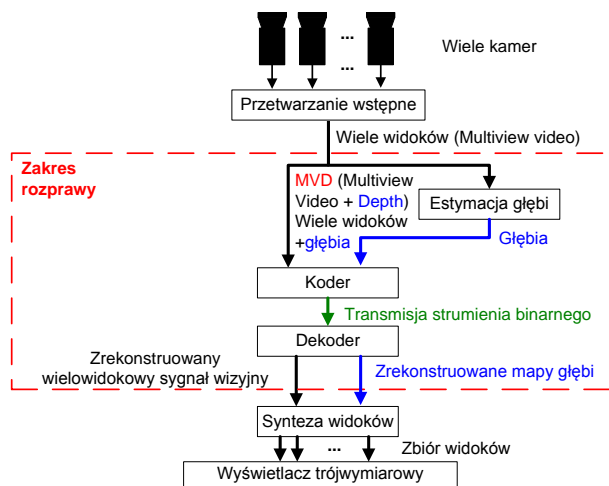 ...
Wiele kamer
...
Przetwarzanie wstępne
Wiele widoków (Multiview video)
Zakres
rozprawy
MVD (Multiview
Video + Depth)
Wiele widoków
+głębia
Estymacja głębi
Głębia
Koder
Transmisja strumienia binarnego
Dekoder
Zrekonstruowany
wielowidokowy sygnał wizyjny
Zrekonstruowane mapy głębi
Synteza widoków
...
Zbiór widoków
Wyświetlacz trójwymiarowy